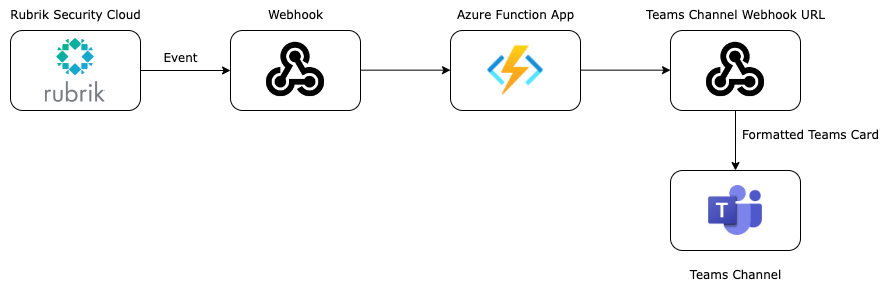 Rubrik Security Cloud
Webhook
Azure Function App
Teams Channel Webhook URL
rubrik
Event
Formatted Teams Card
T
Teams Channel